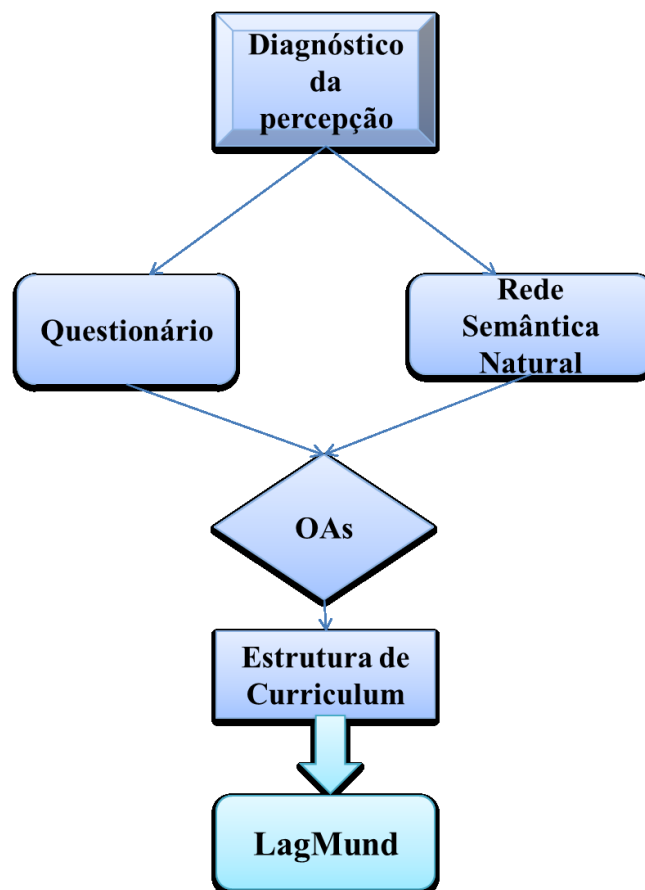 Diagnóstico
da
percepção
Questionário
Rede
Semântica
Natural
OAs
Estrutura de
Curriculum
LagMund